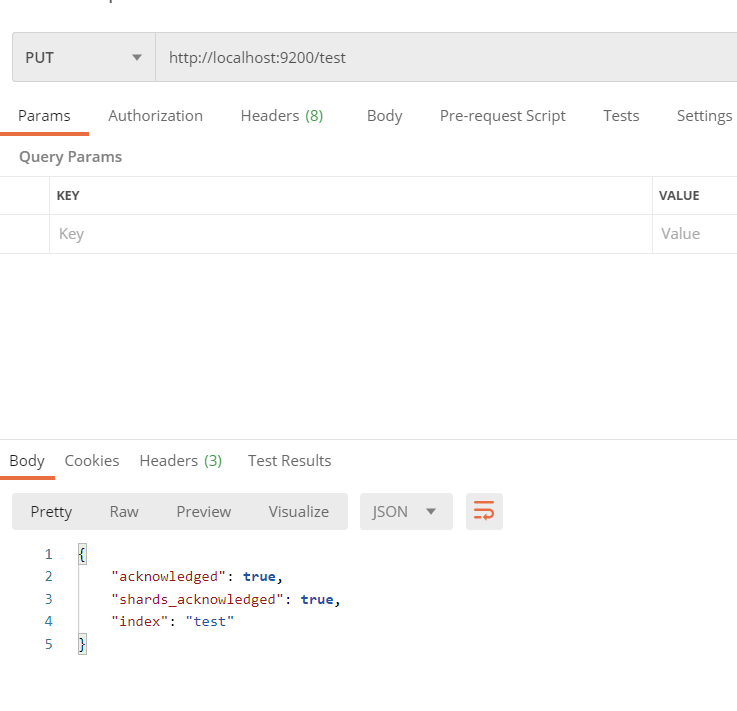 PUT http://localhost:9200/test
Params Authorization Headers (8) Body Pre-request Script Tests Settings
Query Params
KEY VALUE
Key Value
Body Cookies Headers (3) Test Results
Pretty Raw Preview Visualize JSON
1 {
2 "acknowledged": true,
3 "shards_acknowledged": true,
4 "index": "test"
5 }